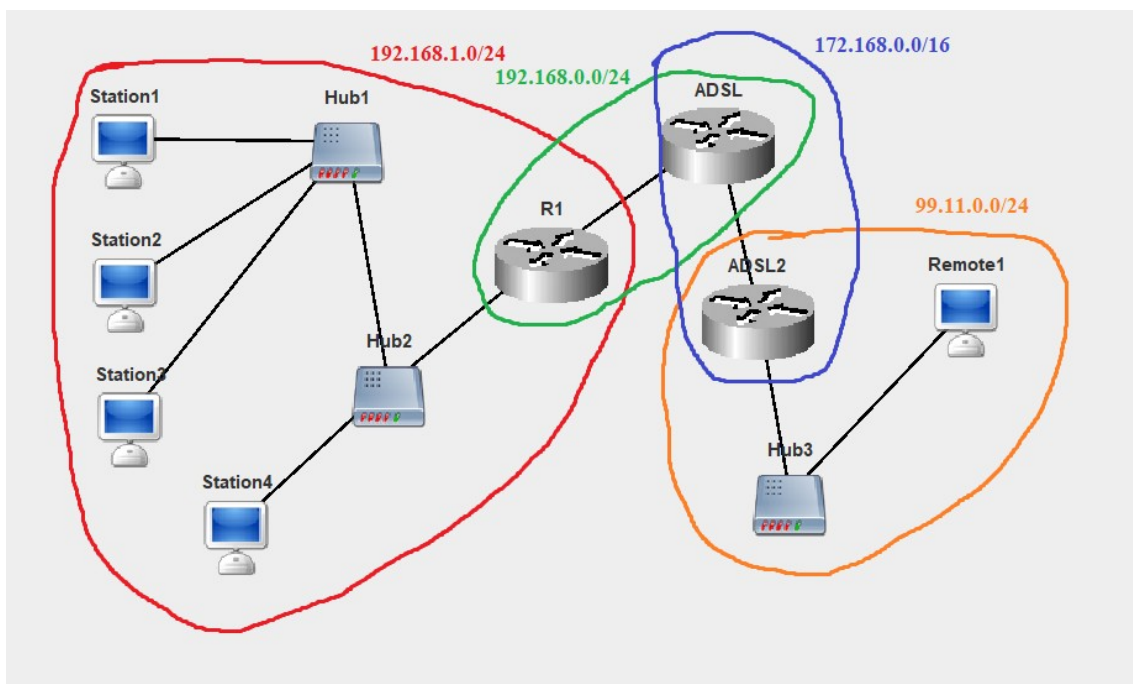 172.168.0.0/16
192.168.1.0/24
192.168.0.0/24
Station1
Hub1
ADSL
R1
99.11.0.0/24
Station2
ADSL2
Remote1
Hub2
Station3
Hub3
Station4